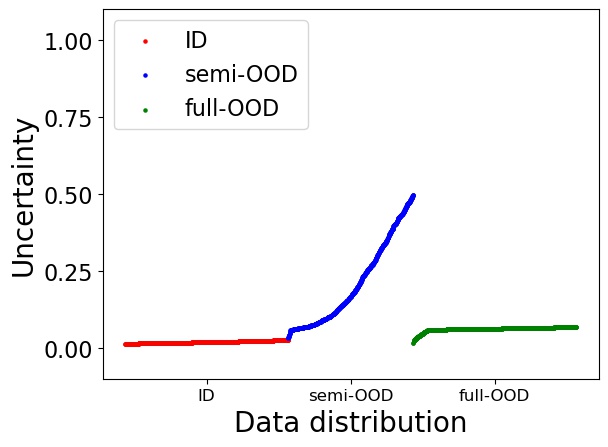 1.00
0.75
0.50
0.25
0.00
Uncertainty
ID
semi-OOD
full-OOD
ID semi-OOD full-OOD
Data distribution